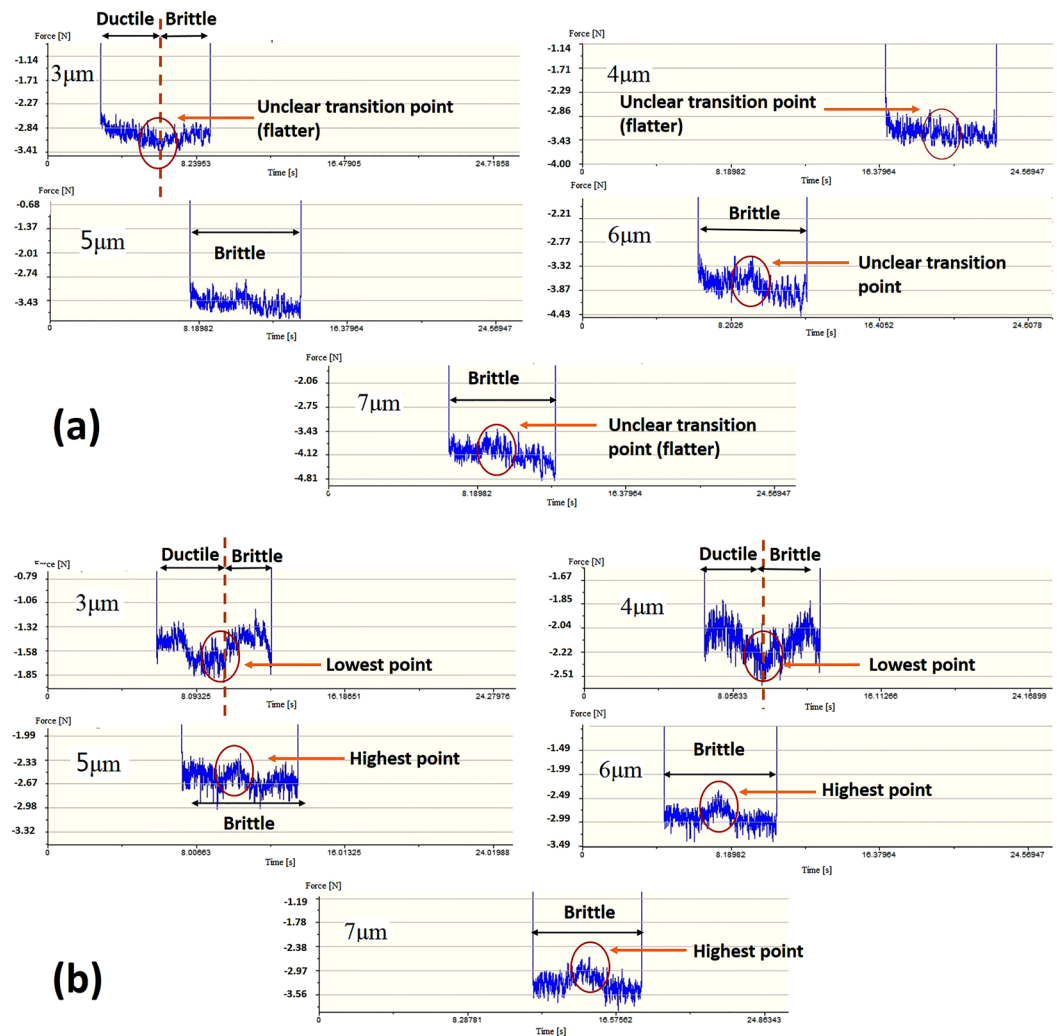 Ductile Brittle
Force [N]
-1.14
-1.71
-2.27
-2.84
-3.41
3μm
Unclear transition point
(flatter)
0
8.23953
16.47905
24.71858
Time [s]
Force [N]
-1.14
-1.71
-2.29
-2.86
-3.43
-4.00
4μm
Unclear transition point
(flatter)
0
8.18982
16.37964
24.56947
Time [s]
Force [N]
-0.68
-1.37
-2.01
-2.74
-3.43
5μm
Brittle
0
8.18982
16.37964
24.56947
Time [s]
Force [N]
-2.21
-2.77
-3.32
-3.87
-4.43
6μm
Brittle
Unclear transition
point
0
8.2026
16.4052
24.6078
Time [s]
Force [N]
-2.06
-2.75
-3.43
-4.12
-4.81
7μm
Brittle
Unclear transition
point (flatter)
0
8.18982
16.37964
24.56947
Time [s]
(a)
Ductile Brittle
Force [N]
-0.79
-1.06
-1.32
-1.58
-1.85
3μm
Lowest point
0
8.09326
16.18651
24.27976
Time [s]
Ductile Brittle
Force [N]
-1.67
-1.85
-2.04
-2.22
-2.51
4μm
Lowest point
0
8.05633
16.11266
24.16899
Time [s]
Force [N]
-1.99
-2.33
-2.67
-2.98
-3.32
5μm
Highest point
Brittle
0
8.00663
16.01325
24.01988
Time [s]
Force [N]
-1.49
-1.99
-2.49
-2.99
-3.49
6μm
Brittle
Highest point
0
8.18982
16.37964
24.56947
Time [s]
Force [N]
-1.19
-1.78
-2.38
-2.97
-3.56
7μm
Brittle
Highest point
0
8.28781
16.57562
24.86343
Time [s]
(b)